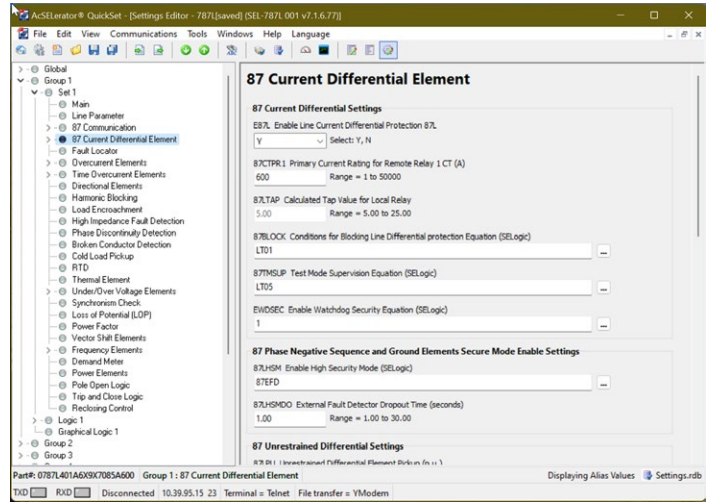 AcSELerator® QuickSet - [Settings Editor - 787L[saved] (SEL-787L 001 v7.1.6.77)]
File Edit View Communications Tools Windows Help Language
Global
Group 1
Set 1
Main
Line Parameter
87 Communication
87 Current Differential Element
Fault Locator
Overcurrent Elements
Time Overcurrent Elements
Directional Elements
Harmonic Blocking
Load Encroachment
High Impedance Fault Detection
Phase Discontinuity Detection
Broken Conductor Detection
Cold Load Pickup
RTD
Thermal Element
Under/Over Voltage Elements
Synchronism Check
Loss of Potential (LOP)
Power Factor
Vector Shift Elements
Frequency Elements
Demand Meter
Power Elements
Pole Open Logic
Trip and Close Logic
Reclosing Control
Logic 1
Graphical Logic 1
Group 2
Group 3
87 Current Differential Element
87 Current Differential Settings
E87L Enable Line Current Differential Protection 87L
Y Select: Y, N
87CTPR1 Primary Current Rating for Remote Relay 1 CT (A)
600 Range = 1 to 50000
87LTAP Calculated Tap Value for Local Relay
5.00 Range = 5.00 to 25.00
87BLOCK Conditions for Blocking Line Differential protection Equation (SELogic)
LT01 ...
87TMSUP Test Mode Supervision Equation (SELogic)
LT05 ...
EWDSEC Enable Watchdog Security Equation (SELogic)
1 ...
87 Phase Negative Sequence and Ground Elements Secure Mode Enable Settings
87LHSM Enable High Security Mode (SELogic)
87EFD ...
87LHSMDO External Fault Detector Dropout Time (seconds)
1.00 Range = 1.00 to 30.00
87 Unrestrained Differential Settings
87LPU Unrestrained Differential Element Pickup (p.u.)
Part#: 0787L401A6X9X7085A600 Group 1 : 87 Current Differential Element Displaying Alias Values Settings.rdb
TXD RXD Disconnected 10.39.95.15 23 Terminal = Telnet File transfer = YModem